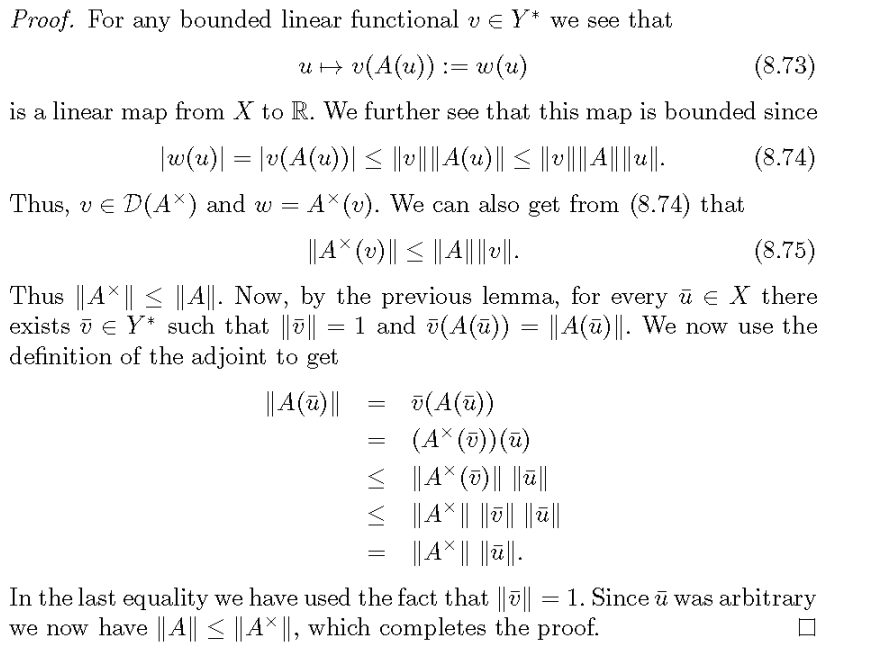 Proof. For any bounded linear functional v ∈ Y* we see that
u ↦ v(A(u)) := w(u) (8.73)
is a linear map from X to ℝ. We further see that this map is bounded since
|w(u)| = |v(A(u))| ≤ ‖v‖‖A(u)‖ ≤ ‖v‖‖A‖‖u‖. (8.74)
Thus, v ∈ 𝒟(A×) and w = A×(v). We can also get from (8.74) that
‖A×(v)‖ ≤ ‖A‖‖v‖. (8.75)
Thus ‖A×‖ ≤ ‖A‖. Now, by the previous lemma, for every ū ∈ X there
exists v̄ ∈ Y* such that ‖v̄‖ = 1 and v̄(A(ū)) = ‖A(ū)‖. We now use the
definition of the adjoint to get
‖A(ū)‖ = v̄(A(ū))
= (A×(v̄))(ū)
≤ ‖A×(v̄)‖ ‖ū‖
≤ ‖A×‖ ‖v̄‖ ‖ū‖
= ‖A×‖ ‖ū‖.
In the last equality we have used the fact that ‖v̄‖ = 1. Since ū was arbitrary
we now have ‖A‖ ≤ ‖A×‖, which completes the proof. □